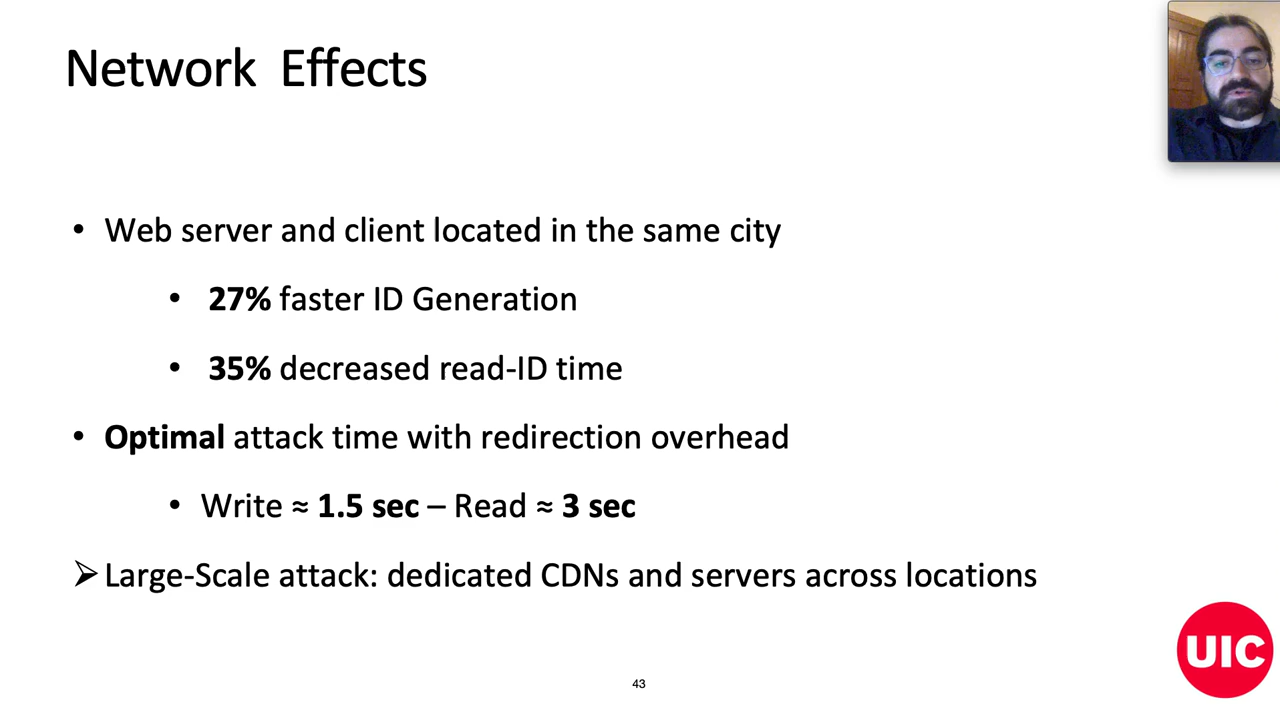 Network Effects
• Web server and client located in the same city
• 27% faster ID Generation
• 35% decreased read-ID time
• Optimal attack time with redirection overhead
• Write ≈ 1.5 sec – Read ≈ 3 sec
➢ Large-Scale attack: dedicated CDNs and servers across locations
UIC
43